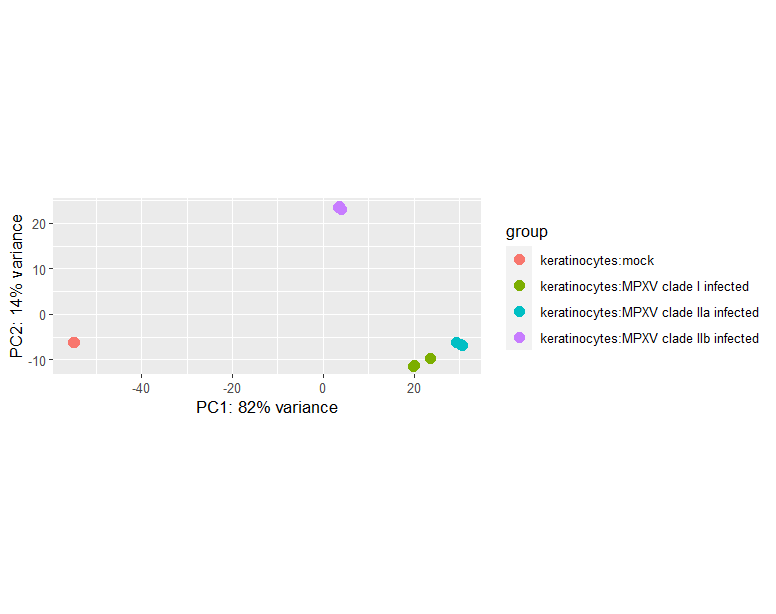 PC2: 14% variance
20
10
0
-10
-40
-20
0
20
PC1: 82% variance
group
keratinocytes:mock
keratinocytes:MPXV clade I infected
keratinocytes:MPXV clade IIa infected
keratinocytes:MPXV clade IIb infected